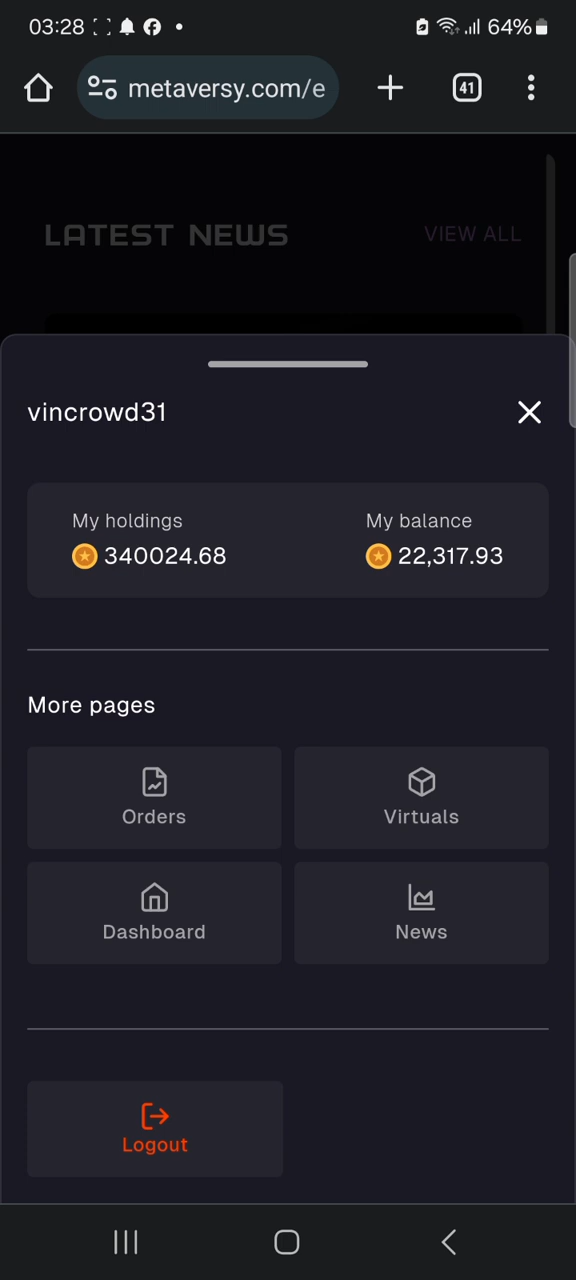 03:28 64%
metaversy.com/e 41
LATEST NEWS VIEW ALL
vincrowd31
My holdings My balance
340024.68 22,317.93
More pages
Orders Virtuals
Dashboard News
Logout